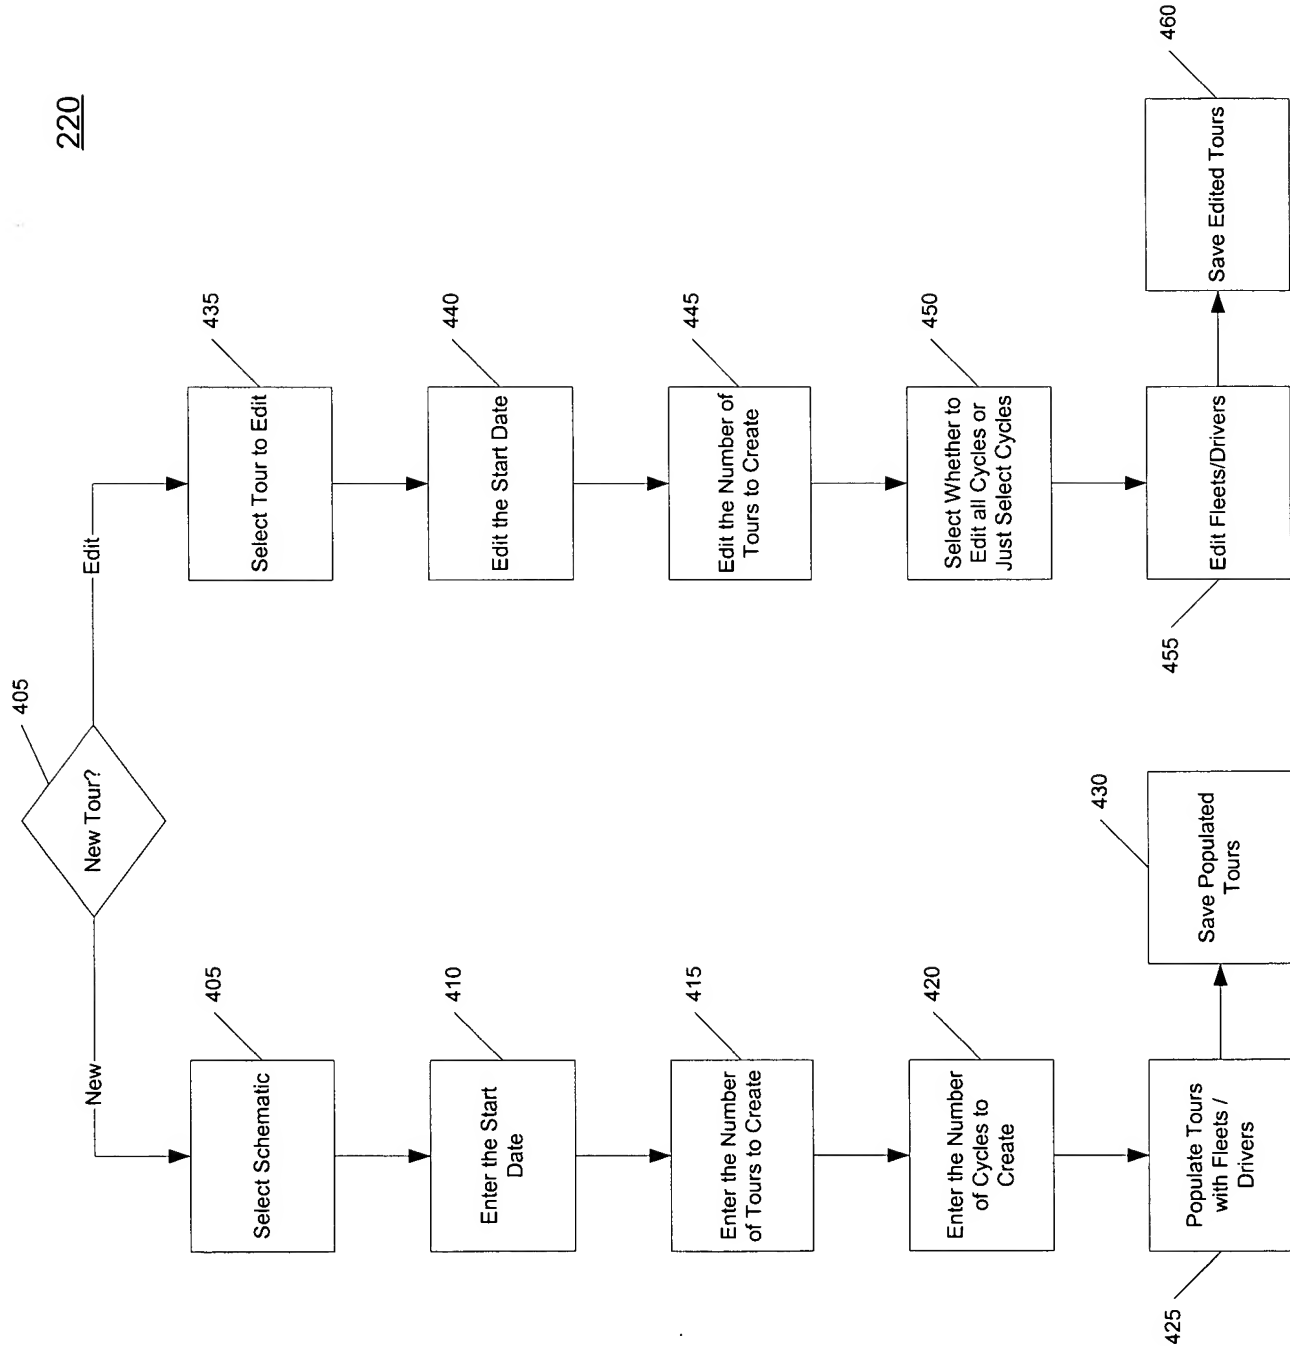 220
405
New Tour?
New
Edit
405
Select Schematic
410
Enter the Start
Date
415
Enter the Number
of Tours to Create
420
Enter the Number
of Cycles to
Create
425
Populate Tours
with Fleets /
Drivers
430
Save Populated
Tours
435
Select Tour to Edit
440
Edit the Start Date
445
Edit the Number of
Tours to Create
450
Select Whether to
Edit all Cycles or
Just Select Cycles
455
Edit Fleets/Drivers
460
Save Edited Tours